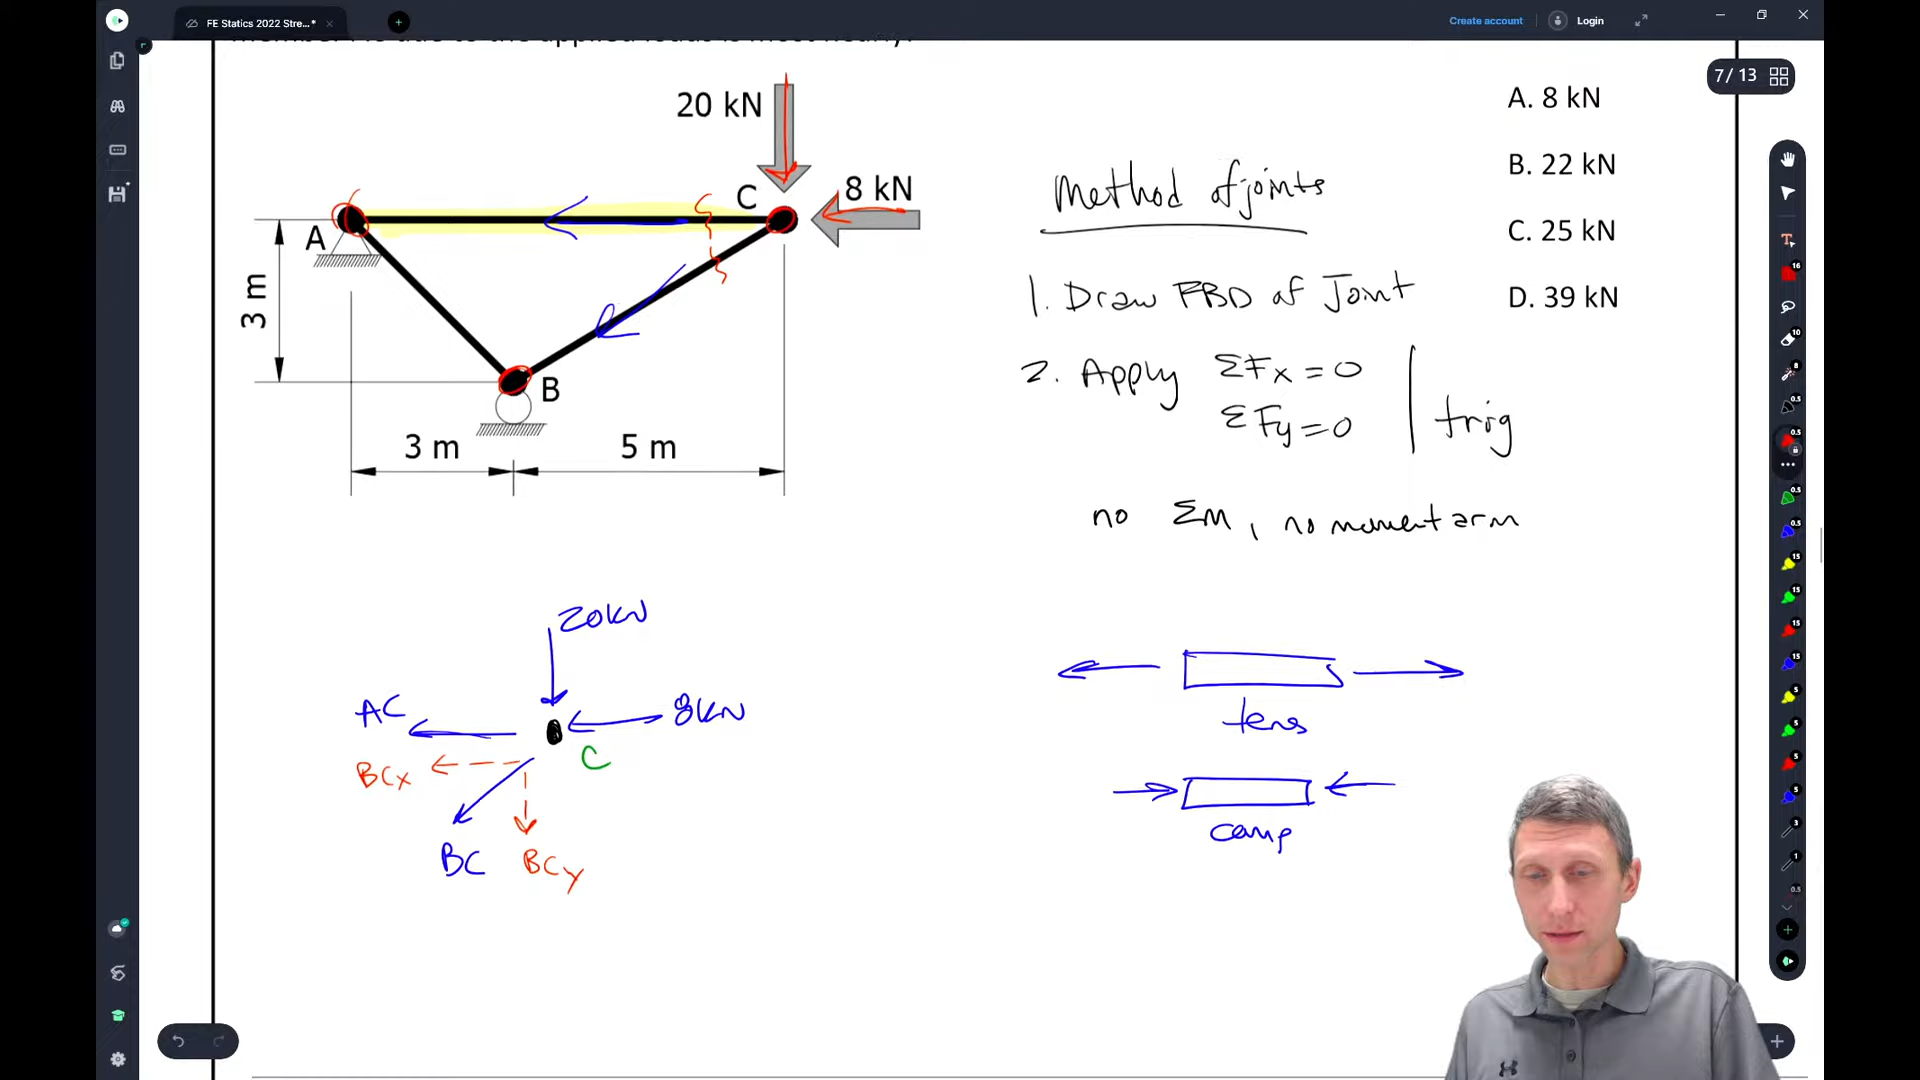 FE Statics 2022 Stre...*
Create account
Login
7/ 13
20 kN
8 kN
C
A
B
3 m
3 m
5 m
A. 8 kN
B. 22 kN
C. 25 kN
D. 39 kN
Method of joints
1. Draw FBD of Joint
2. Apply ΣFx = 0
ΣFy = 0
trig
no ΣM, no moment arm
20kN
AC
8kN
C
BCx
BC
BCy
tens
comp